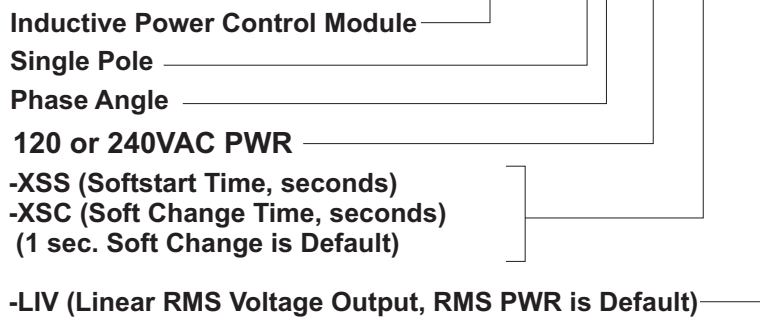 Inductive Power Control Module
Single Pole
Phase Angle
120 or 240VAC PWR
-XSS (Softstart Time, seconds)
-XSC (Soft Change Time, seconds)
(1 sec. Soft Change is Default)
-LIV (Linear RMS Voltage Output, RMS PWR is Default)